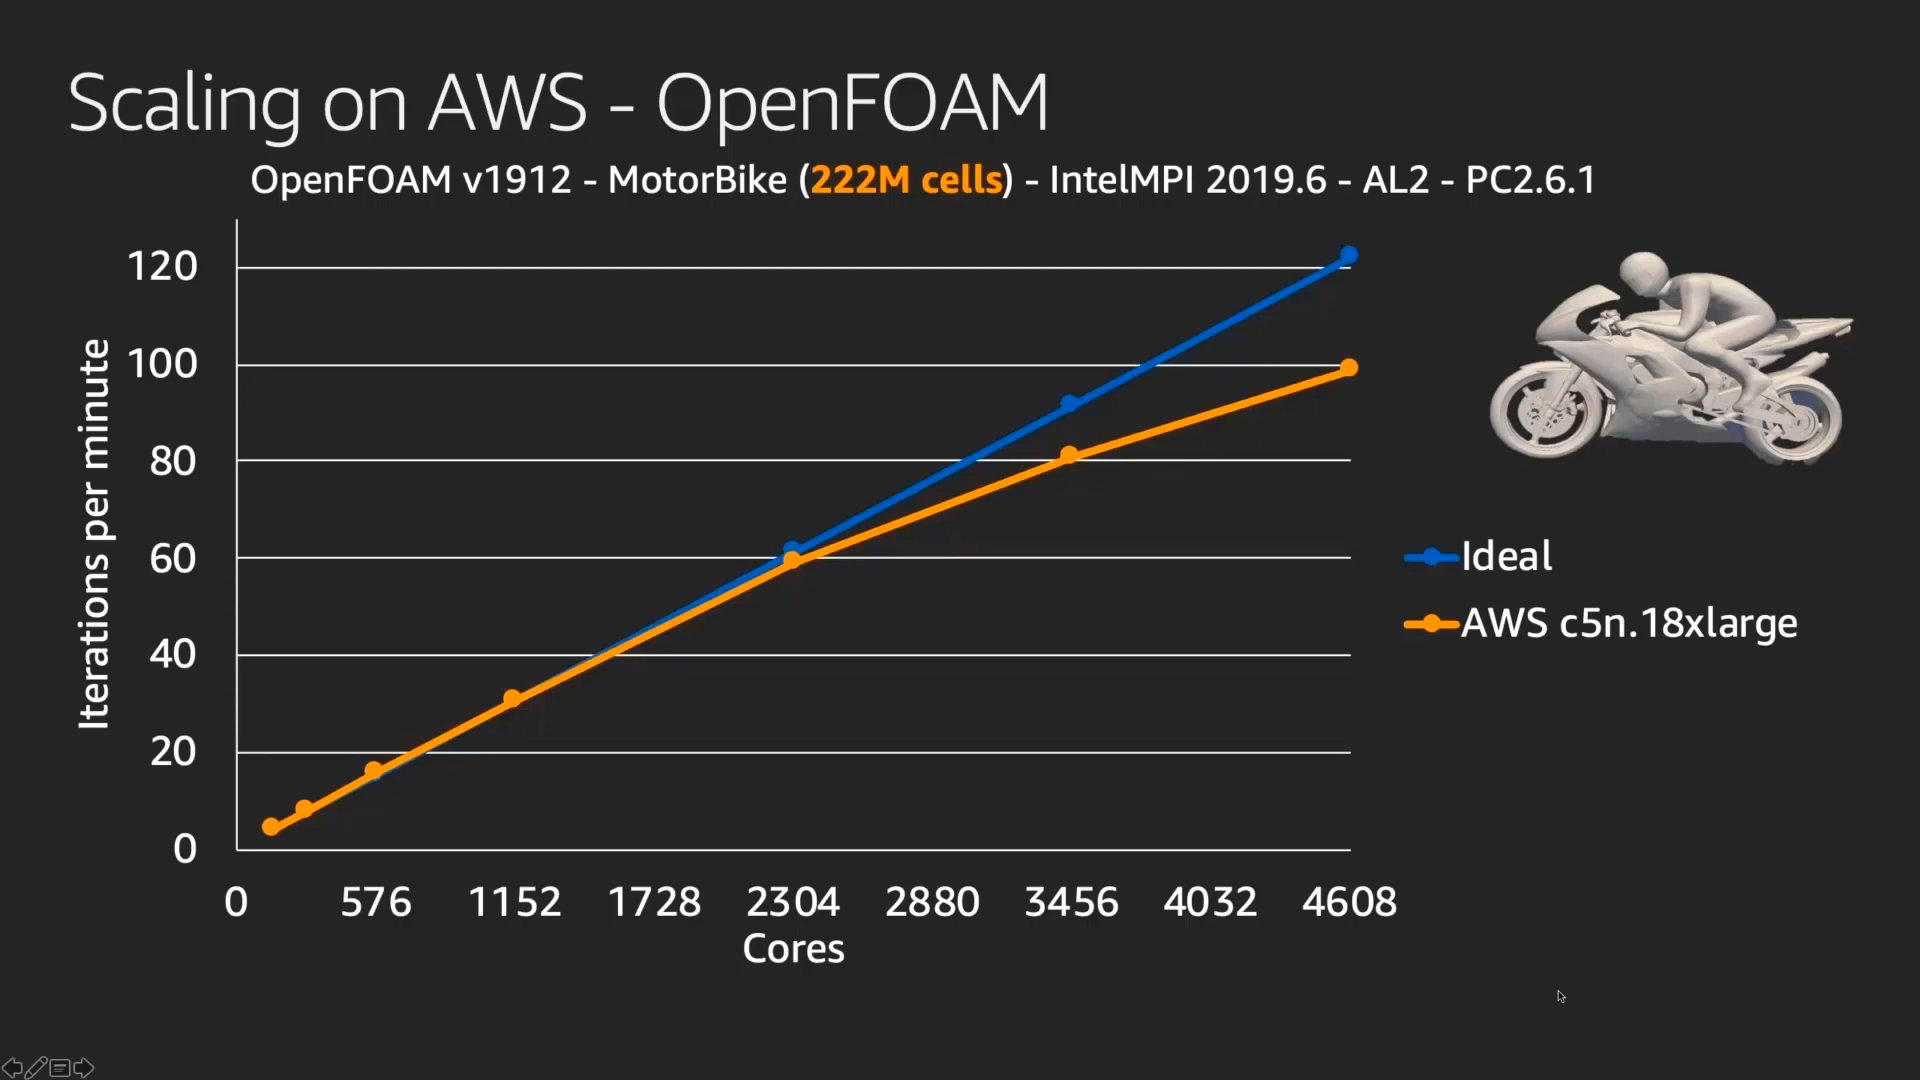 Scaling on AWS - OpenFOAM
OpenFOAM v1912 - MotorBike (222M cells) - IntelMPI 2019.6 - AL2 - PC2.6.1
Iterations per minute
120
100
80
60
40
20
0
0 576 1152 1728 2304 2880 3456 4032 4608
Cores
Ideal
AWS c5n.18xlarge